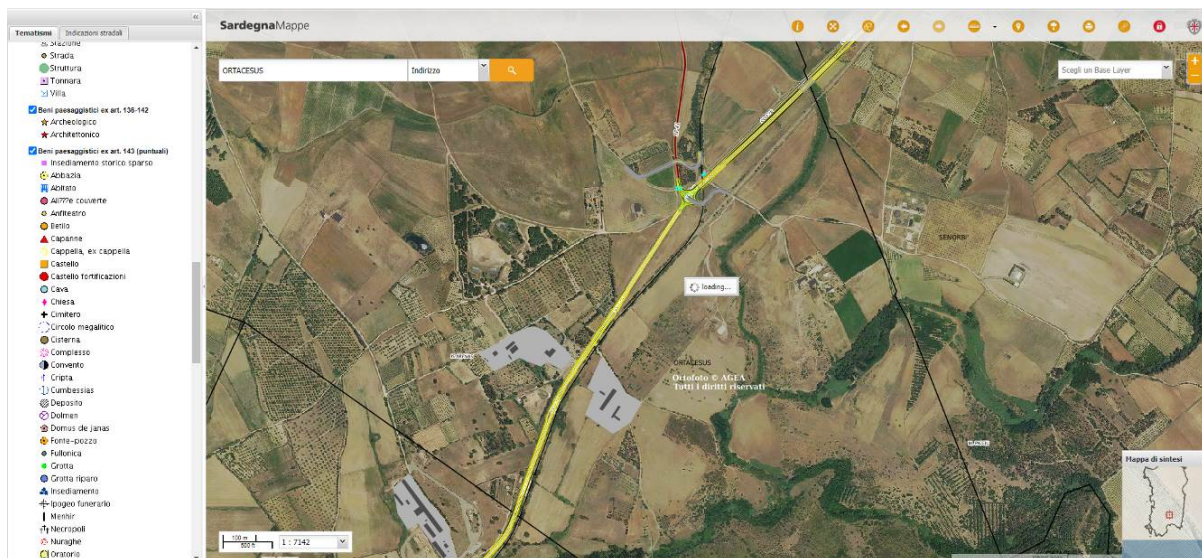 SardegnaMappe
Tematismi
Indicazioni stradali
Stazione
Strada
Struttura
Tonnara
Villa
Beni paesaggistici ex art. 136-142
Archeologico
Architettonico
Beni paesaggistici ex art. 143 (puntuali)
Insediamento storico sparso
Abbazia
Abitato
All???e couverte
Anfiteatro
Betilo
Capanne
Cappella, ex cappella
Castello
Castello fortificazioni
Cava
Chiesa
Cimitero
Circolo megalitico
Cisterna
Complesso
Convento
Cripta
Cumbessias
Deposito
Dolmen
Domus de janas
Fonte-pozzo
Fullonica
Grotta
Grotta riparo
Insediamento
Ipogeo funerario
Menhir
Necropoli
Nuraghe
Oratorio
ORTACESUS
Indirizzo
Scegli un Base Layer
SENORBI'
loading...
ORTACESUS
Ortofoto © AGEA
Tutti i diritti riservati
Mappa di sintesi
100 m
500 ft
1 : 7142